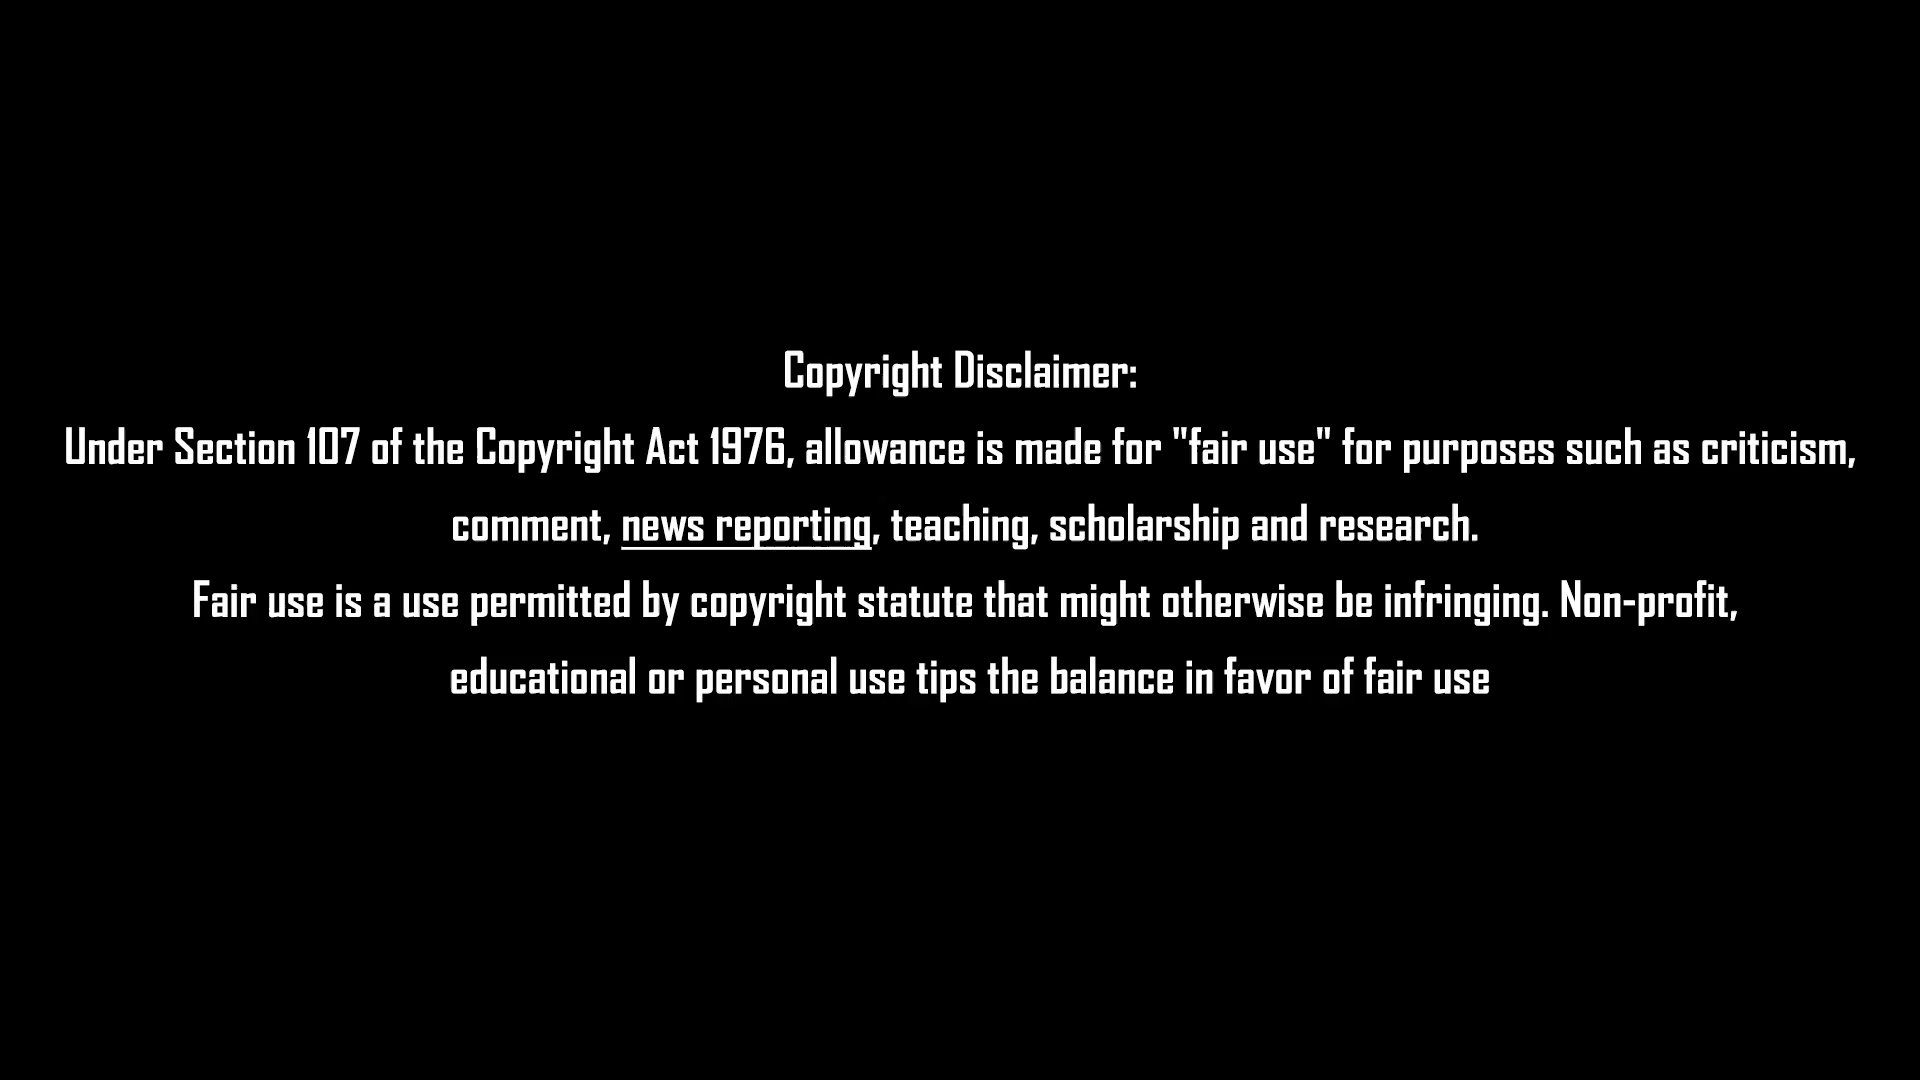 Copyright Disclaimer:
Under Section 107 of the Copyright Act 1976, allowance is made for "fair use" for purposes such as criticism,
comment, news reporting, teaching, scholarship and research.
Fair use is a use permitted by copyright statute that might otherwise be infringing. Non-profit,
educational or personal use tips the balance in favor of fair use